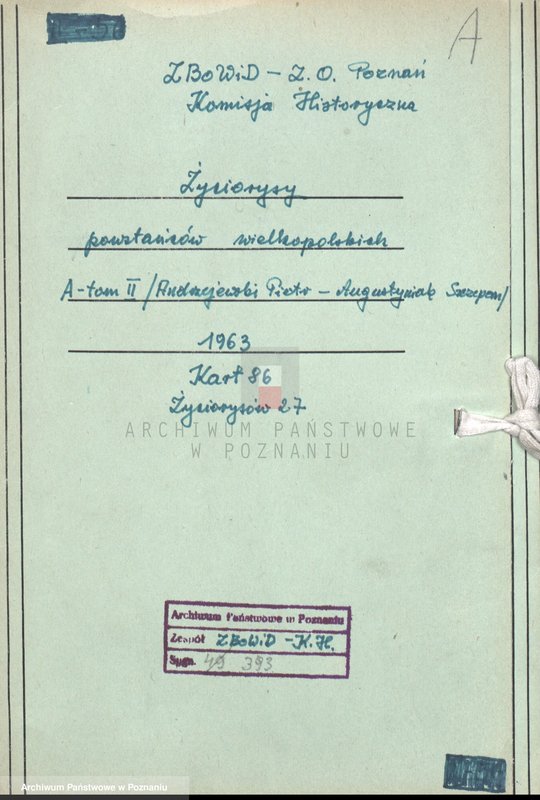 A
ZBoWiD – Z. O. Poznań
Komisja Historyczna
Życiorysy
powstańców wielkopolskich
A-tom II /Andrzejewski Piotr – Augustyniak Szczepan/
1963
Kart 86
Życiorysów 27
ARCHIWUM PAŃSTWOWE
W POZNANIU
Archiwum Państwowe w Poznaniu
Zespół ZBoWiD – K.H.
Sygn. 49 393
Archiwum Państwowe w Poznaniu